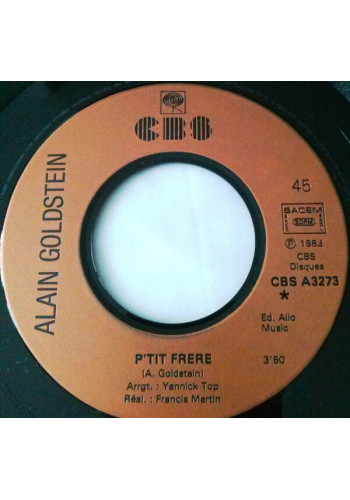 CBS
ALAIN GOLDSTEIN
45
SACEM
SDRM
℗ 1983
CBS
Disques
CBS A3273
*
Ed. Allo
Music
P'TIT FRERE
3'50
(A. Goldstein)
Arrgt. : Yannick Top
Réal. : Francis Martin